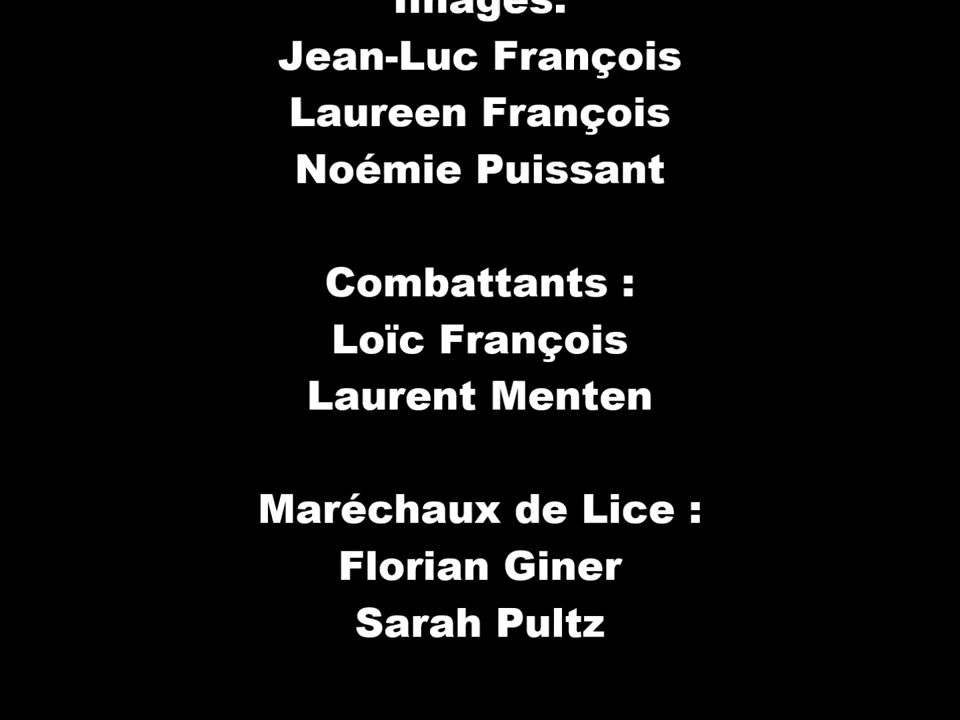 Images:
Jean-Luc François
Laureen François
Noémie Puissant
Combattants :
Loïc François
Laurent Menten
Maréchaux de Lice :
Florian Giner
Sarah Pultz